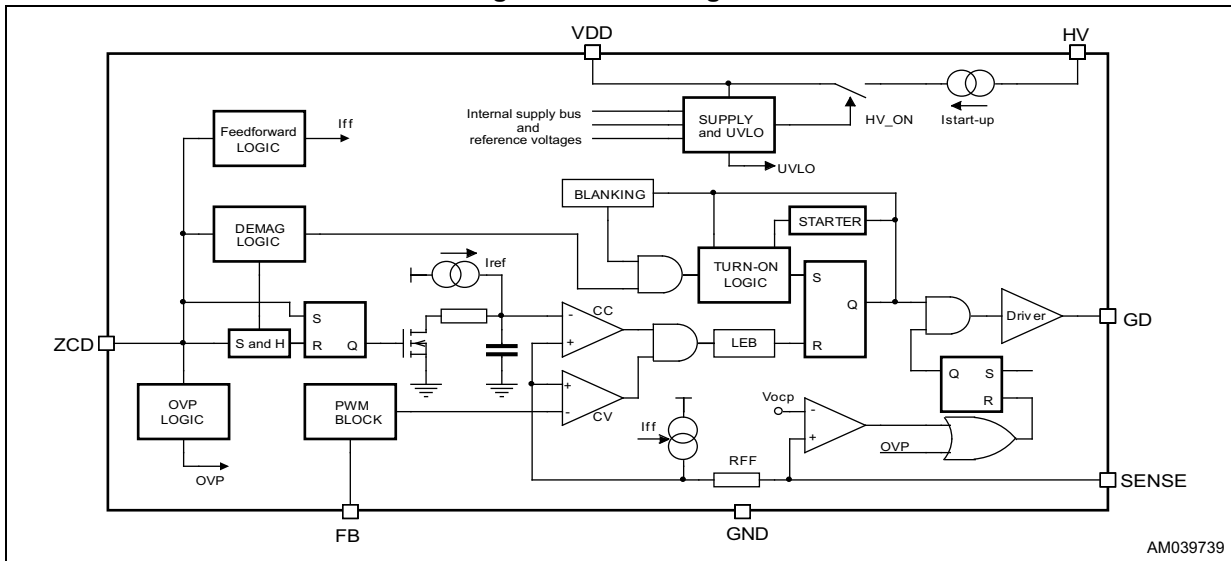 VDD
HV
Internal supply bus
and
reference voltages
SUPPLY
and UVLO
HV_ON
Istart-up
UVLO
Feedforward
LOGIC
Iff
BLANKING
STARTER
DEMAG
LOGIC
TURN-ON
LOGIC
Iref
S
Q
R
Driver
GD
ZCD
S and H
S
R
Q
CC
-
+
LEB
+
-
CV
Q
S
R
OVP
LOGIC
OVP
PWM
BLOCK
Iff
RFF
Vocp
-
+
OVP
SENSE
FB
GND
AM039739